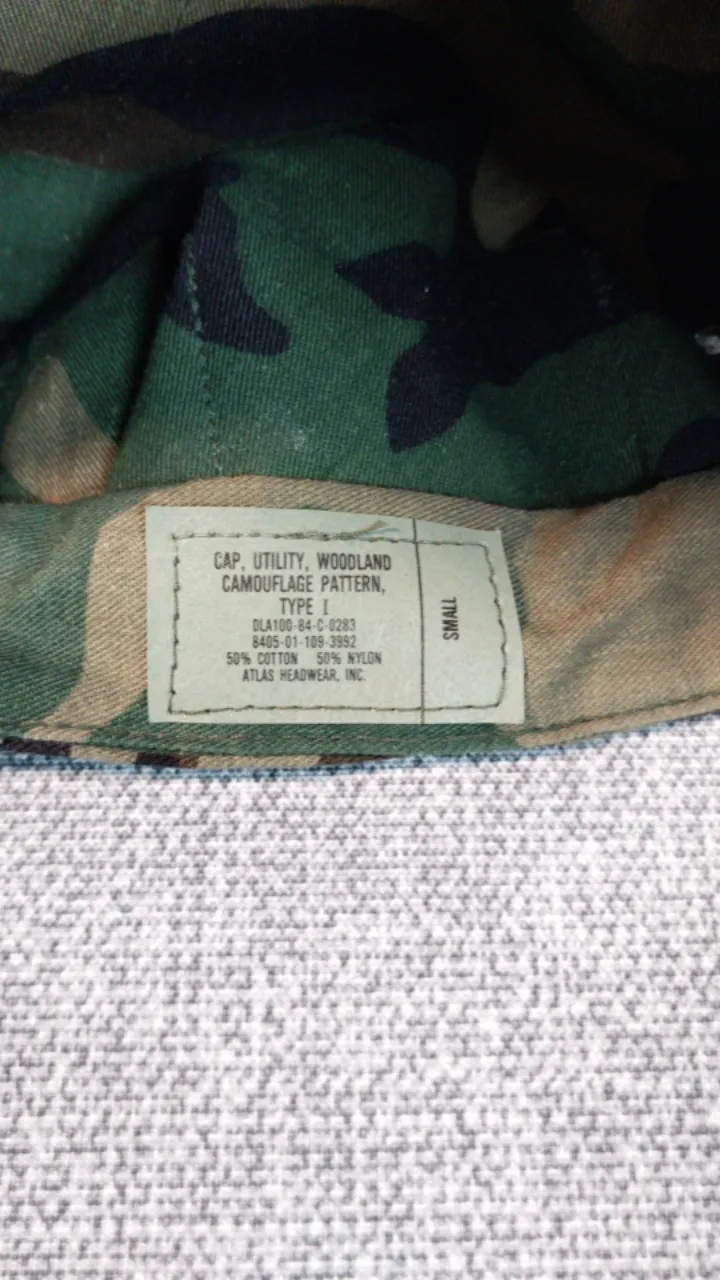 CAP, UTILITY, WOODLAND
CAMOUFLAGE PATTERN,
TYPE I
DLA100-84-C-0283
8405-01-109-3992
50% COTTON 50% NYLON
ATLAS HEADWEAR, INC.
SMALL